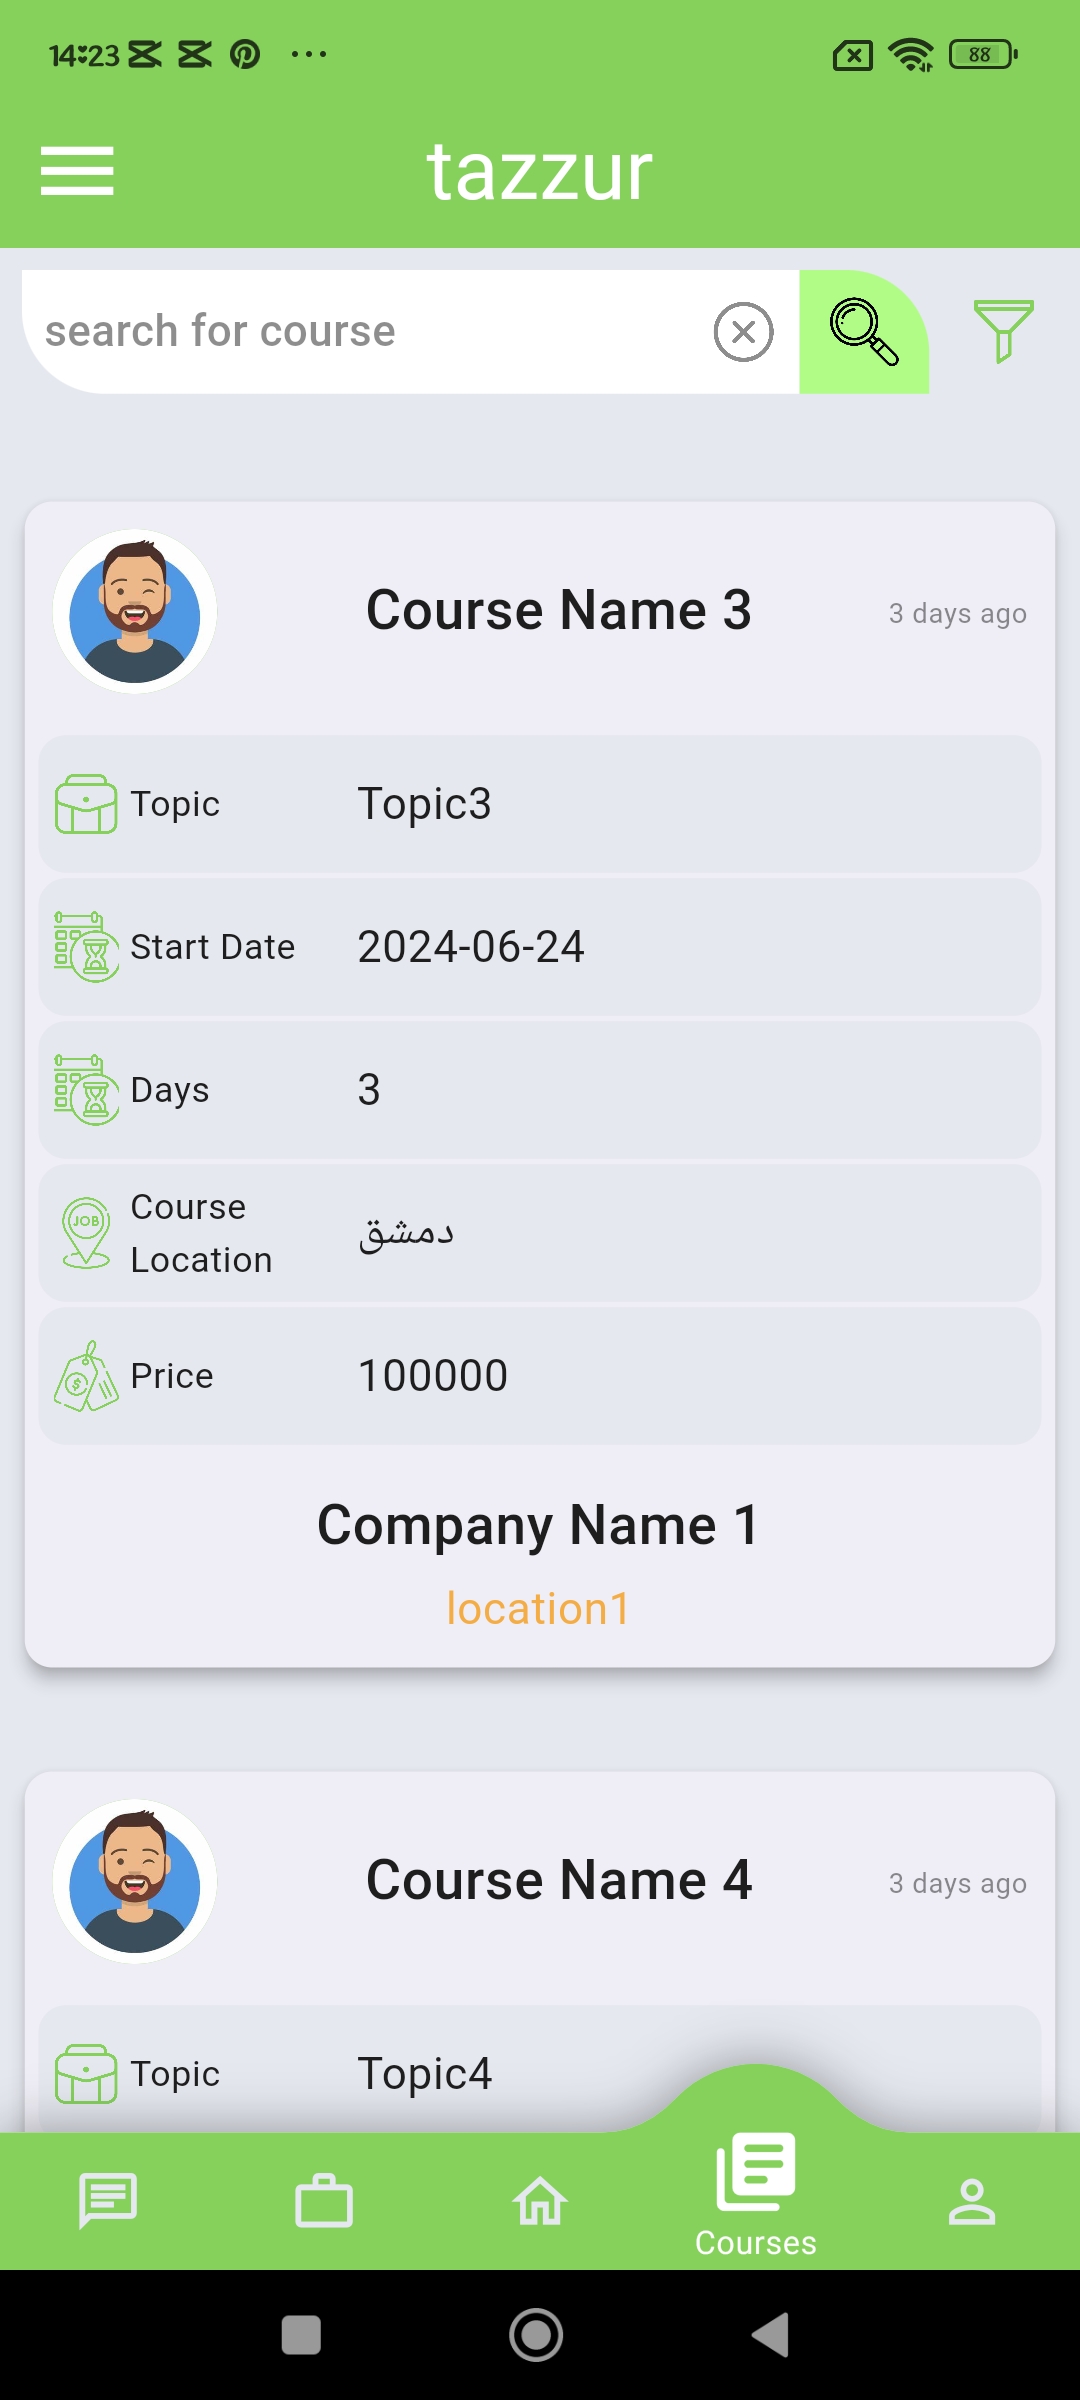 14:23
88
tazzur
search for course
Course Name 3
3 days ago
Topic
Topic3
Start Date
2024-06-24
Days
3
Course
Location
دمشق
JOB
Price
100000
$
Company Name 1
location1
Course Name 4
3 days ago
Topic
Topic4
Courses